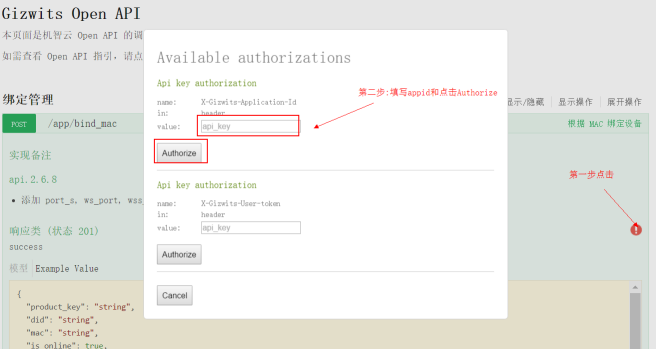 Gizwits Open API
本页面是机智云 Open API 的调
如需查看 Open API 指引，请点
Available authorizations
Api key authorization
name: X-Gizwits-Application-Id
in: header
value: api_key
Authorize
第二步:填写appid和点击Authorize
Api key authorization
name: X-Gizwits-User-token
in: header
value: api_key
Authorize
Cancel
绑定管理
显示/隐藏 显示操作 展开操作
POST /app/bind_mac 根据 MAC 绑定设备
实现备注
第一步点击
api.2.6.8
添加 port_s, ws_port, wss_
响应类 (状态 201)
success
模型 Example Value
{
"product_key": "string",
"did": "string",
"mac": "string",
"is_online": true,